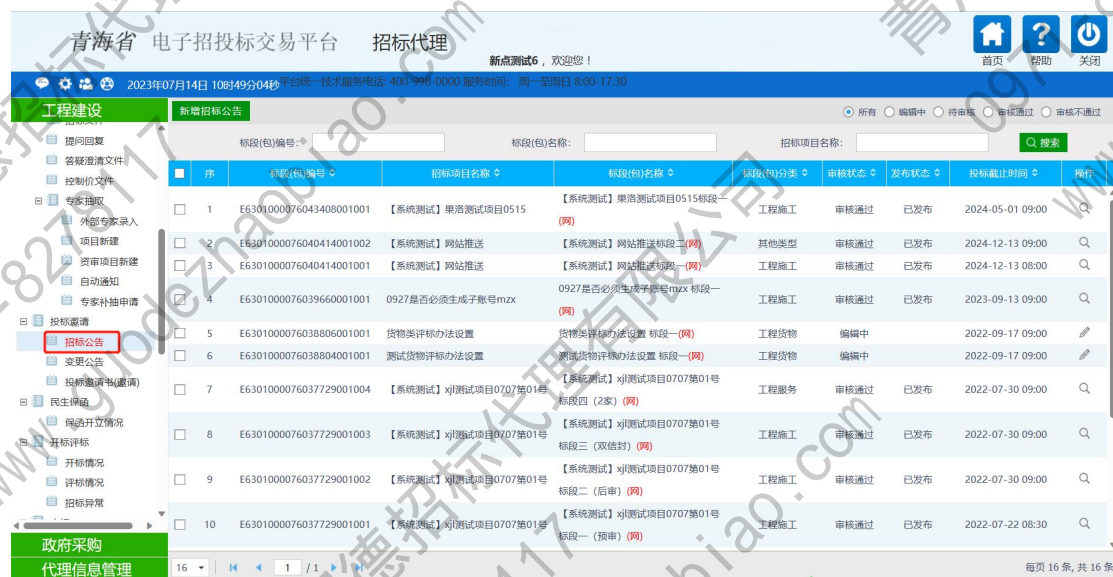 青海省 电子招投标交易平台 招标代理
新点测试6，欢迎您！
首页 帮助 关闭
2023年07月14日 10时49分04秒 平台统一技术服务电话: 400-998-0000 服务时间: 周一至周日 8:00-17:30
工程建设
提问回复
答疑澄清文件
控制价文件
专家抽取
外部专家录入
项目新建
资审项目新建
自动通知
专家补抽申请
投标邀请
招标公告
变更公告
投标邀请书(邀请)
民生保函
保函开立情况
开标评标
开标情况
评标情况
招标异常
政府采购
代理信息管理
新增招标公告 所有 编辑中 待审核 审核通过 审核不通过
标段(包)编号: 标段(包)名称: 招标项目名称: 搜索
序 标段(包)编号 招标项目名称 标段(包)名称 标段(包)分类 审核状态 发布状态 投标截止时间 操作
1 E6301000076043408001001 【系统测试】果洛测试项目0515 【系统测试】果洛测试项目0515标段一(网) 工程施工 审核通过 已发布 2024-05-01 09:00
2 E6301000076040414001002 【系统测试】网站推送 【系统测试】网站推送标段二(网) 其他类型 审核通过 已发布 2024-12-13 09:00
3 E6301000076040414001001 【系统测试】网站推送 【系统测试】网站推送标段一(网) 工程施工 审核通过 已发布 2024-12-13 08:00
4 E6301000076039660001001 0927是否必须生成子账号mzx 0927是否必须生成子账号mzx 标段一(网) 工程施工 审核通过 已发布 2023-09-13 09:00
5 E6301000076038806001001 货物类评标办法设置 货物类评标办法设置 标段一(网) 工程货物 编辑中 2022-09-17 09:00
6 E6301000076038804001001 测试货物评标办法设置 测试货物评标办法设置 标段一(网) 工程货物 编辑中 2022-09-17 09:00
7 E6301000076037729001004 【系统测试】xjl测试项目0707第01号 【系统测试】xjl测试项目0707第01号标段四（2家）(网) 工程服务 审核通过 已发布 2022-07-30 09:00
8 E6301000076037729001003 【系统测试】xjl测试项目0707第01号 【系统测试】xjl测试项目0707第01号标段三（双信封）(网) 工程施工 审核通过 已发布 2022-07-30 09:00
9 E6301000076037729001002 【系统测试】xjl测试项目0707第01号 【系统测试】xjl测试项目0707第01号标段二（后审）(网) 工程施工 审核通过 已发布 2022-07-30 09:00
10 E6301000076037729001001 【系统测试】xjl测试项目0707第01号 【系统测试】xjl测试项目0707第01号标段一（预审）(网) 工程施工 审核通过 已发布 2022-07-22 08:30
16 1 / 1 每页 16 条, 共 16 条